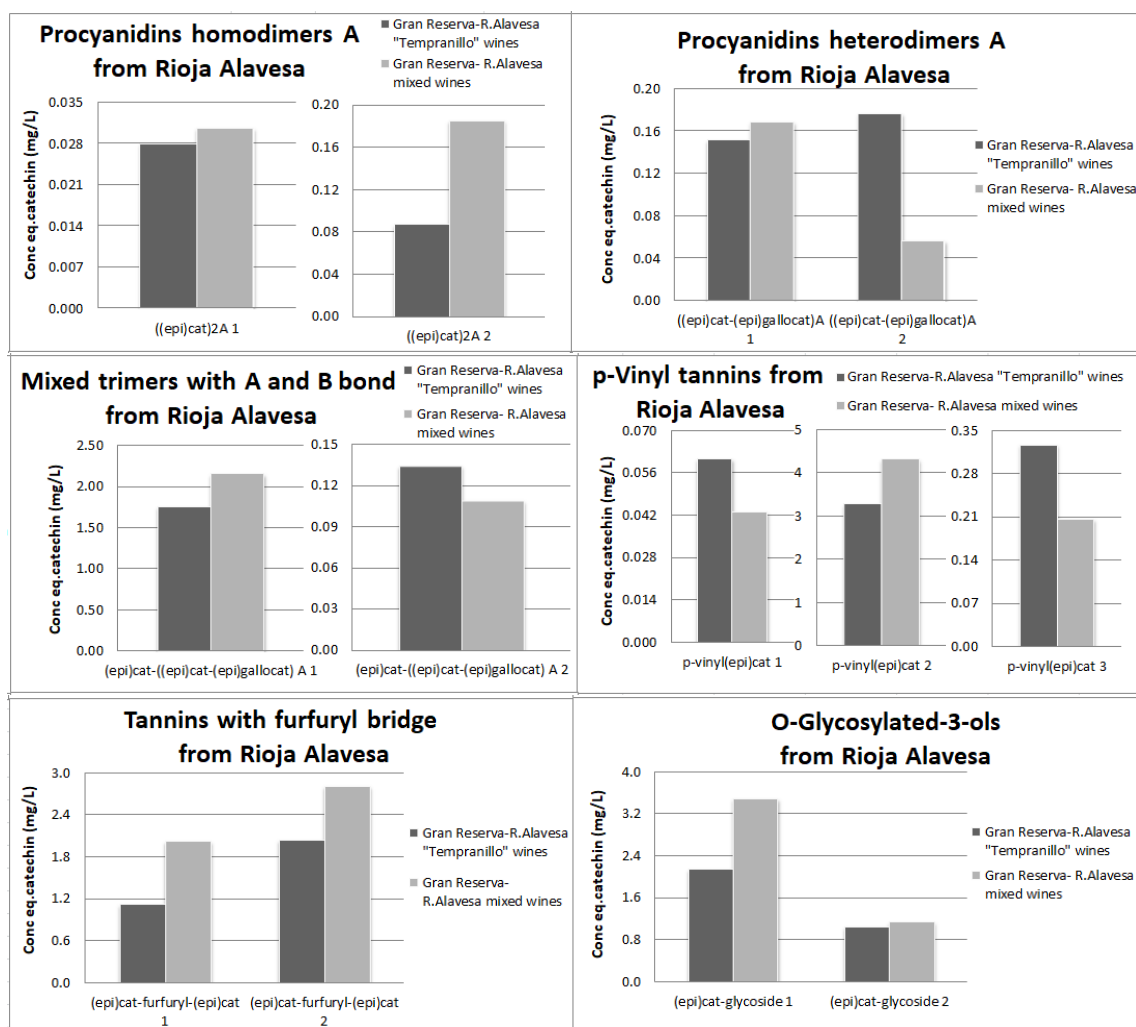 Procyanidins homodimers A
from Rioja Alavesa
Gran Reserva-R.Alavesa
"Tempranillo" wines
Gran Reserva- R.Alavesa
mixed wines
Conc eq.catechin (mg/L)
0.035
0.028
0.021
0.014
0.007
0.000
((epi)cat)2A 1
0.20
0.16
0.12
0.08
0.04
0.00
((epi)cat)2A 2
Procyanidins heterodimers A
from Rioja Alavesa
Conc eq.catechin (mg/L)
0.20
0.16
0.12
0.08
0.04
0.00
((epi)cat-(epi)gallocat)A
1
((epi)cat-(epi)gallocat)A
2
Gran Reserva-R.Alavesa
"Tempranillo" wines
Gran Reserva- R.Alavesa
mixed wines
Mixed trimers with A and B bond
from Rioja Alavesa
Gran Reserva-R.Alavesa
"Tempranillo" wines
Gran Reserva- R.Alavesa
mixed wines
Conc eq.catechin (mg/L)
2.50
2.00
1.50
1.00
0.50
0.00
(epi)cat-((epi)cat-(epi)gallocat) A 1
0.15
0.12
0.09
0.06
0.03
0.00
(epi)cat-((epi)cat-(epi)gallocat) A 2
p-Vinyl tannins from
Rioja Alavesa
Gran Reserva-R.Alavesa "Tempranillo" wines
Gran Reserva- R.Alavesa mixed wines
Conc eq.catechin (mg/L)
0.070
0.056
0.042
0.028
0.014
0.000
p-vinyl(epi)cat 1
5
4
3
2
1
0
p-vinyl(epi)cat 2
0.35
0.28
0.21
0.14
0.07
0.00
p-vinyl(epi)cat 3
Tannins with furfuryl bridge
from Rioja Alavesa
Conc eq.catechin (mg/L)
3.0
2.4
1.8
1.2
0.6
0.0
(epi)cat-furfuryl-(epi)cat
1
(epi)cat-furfuryl-(epi)cat
2
Gran Reserva-R.Alavesa
"Tempranillo" wines
Gran Reserva-
R.Alavesa mixed wines
O-Glycosylated-3-ols
from Rioja Alavesa
Conc eq.catechin (mg/L)
4.0
3.2
2.4
1.6
0.8
0.0
(epi)cat-glycoside 1
(epi)cat-glycoside 2
Gran Reserva-R.Alavesa
"Tempranillo" wines
Gran Reserva- R.Alavesa
mixed wines